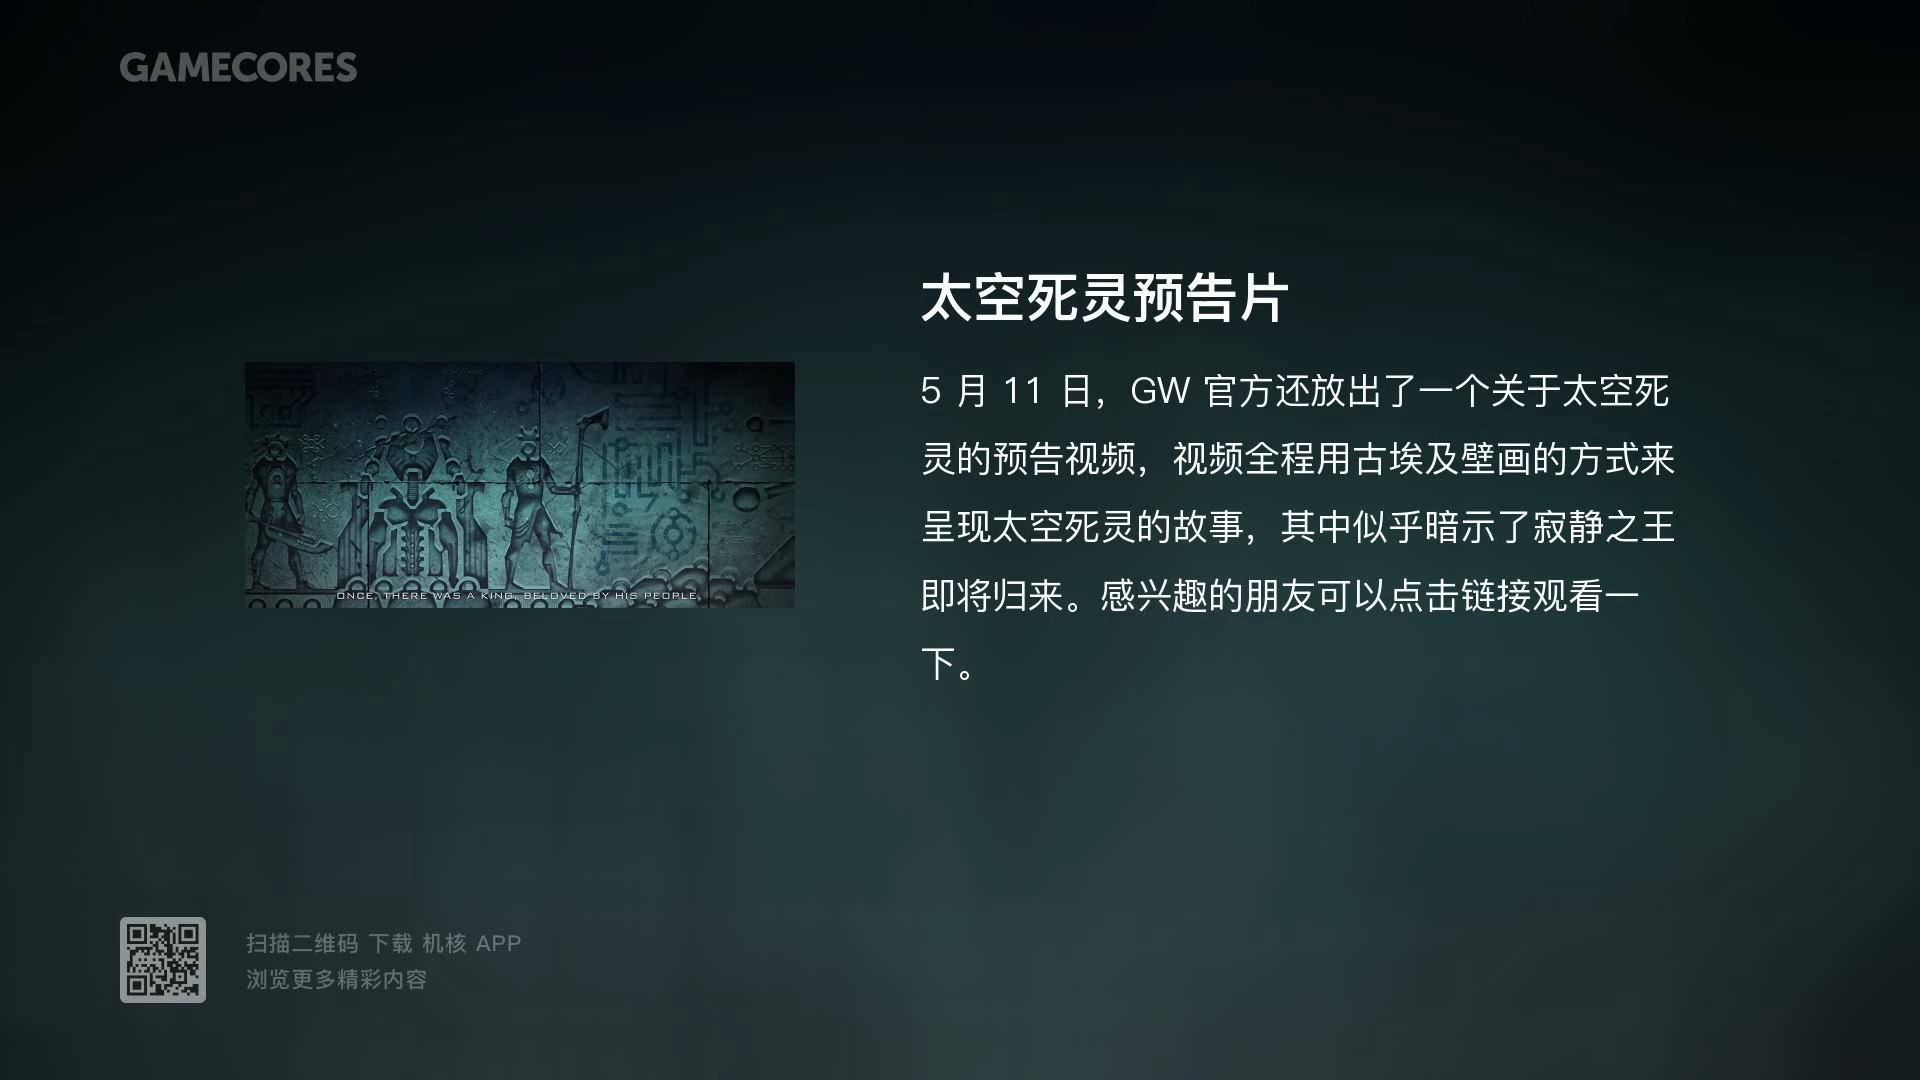 GAMECORES
太空死灵预告片
5 月 11 日，GW 官方还放出了一个关于太空死
灵的预告视频，视频全程用古埃及壁画的方式来
呈现太空死灵的故事，其中似乎暗示了寂静之王
即将归来。感兴趣的朋友可以点击链接观看一
下。
ONCE, THERE WAS A KING, BELOVED BY HIS PEOPLE,
扫描二维码 下载 机核 APP
浏览更多精彩内容